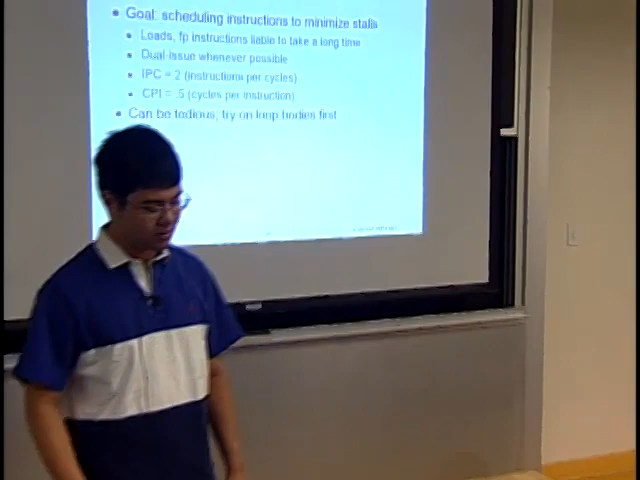 Goal: scheduling instructions to minimize stalls
Loads, fp instructions liable to take a long time
Dual-issue whenever possible
IPC = 2 (instructions per cycles)
CPI = .5 (cycles per instruction)
Can be tedious, try on loop bodies first